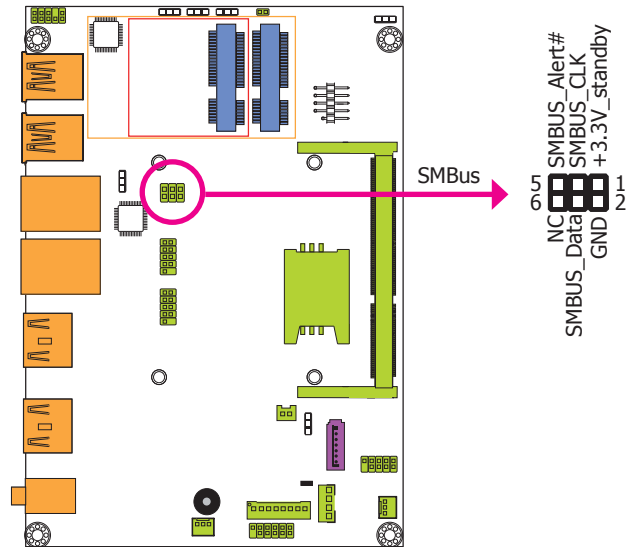 SMBus
SMBUS_Alert#
SMBUS_CLK
+3.3V_standby
5
1
6
2
NC
SMBUS_Data
GND